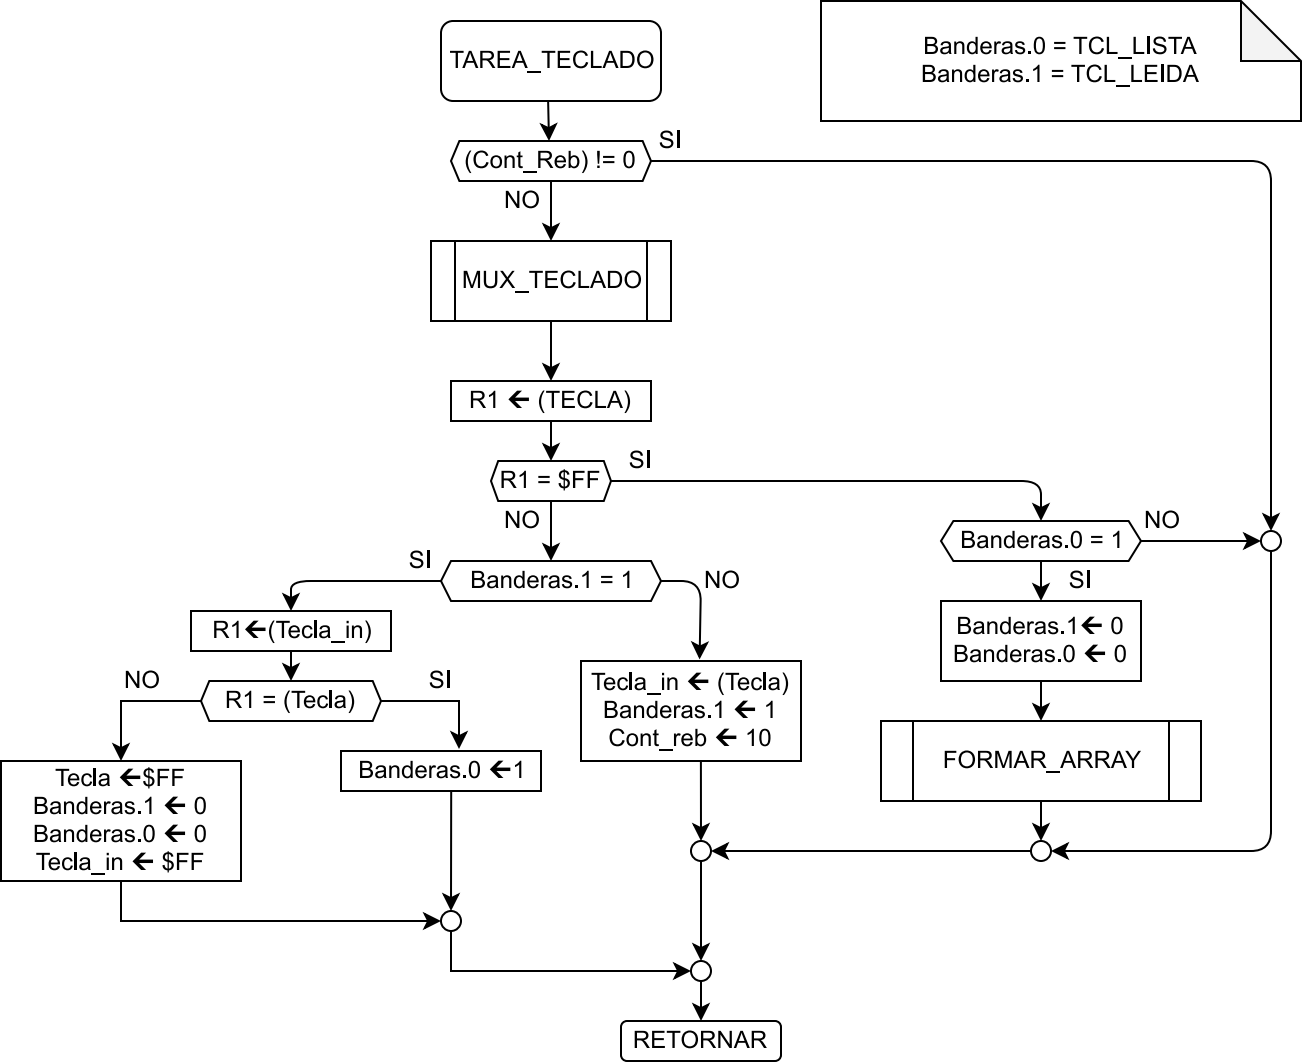 TAREA_TECLADO
Banderas.0 = TCL_LISTA
Banderas.1 = TCL_LEIDA
(Cont_Reb) != 0
SI
NO
MUX_TECLADO
R1 🡸 (TECLA)
R1 = $FF
SI
NO
Banderas.0 = 1
NO
SI
Banderas.1 = 1
SI
NO
R1🡸(Tecla_in)
Banderas.1🡸 0
Banderas.0 🡸 0
R1 = (Tecla)
NO
SI
Tecla_in 🡸 (Tecla)
Banderas.1 🡸 1
Cont_reb 🡸 10
FORMAR_ARRAY
Banderas.0 🡸1
Tecla 🡸$FF
Banderas.1 🡸 0
Banderas.0 🡸 0
Tecla_in 🡸 $FF
RETORNAR